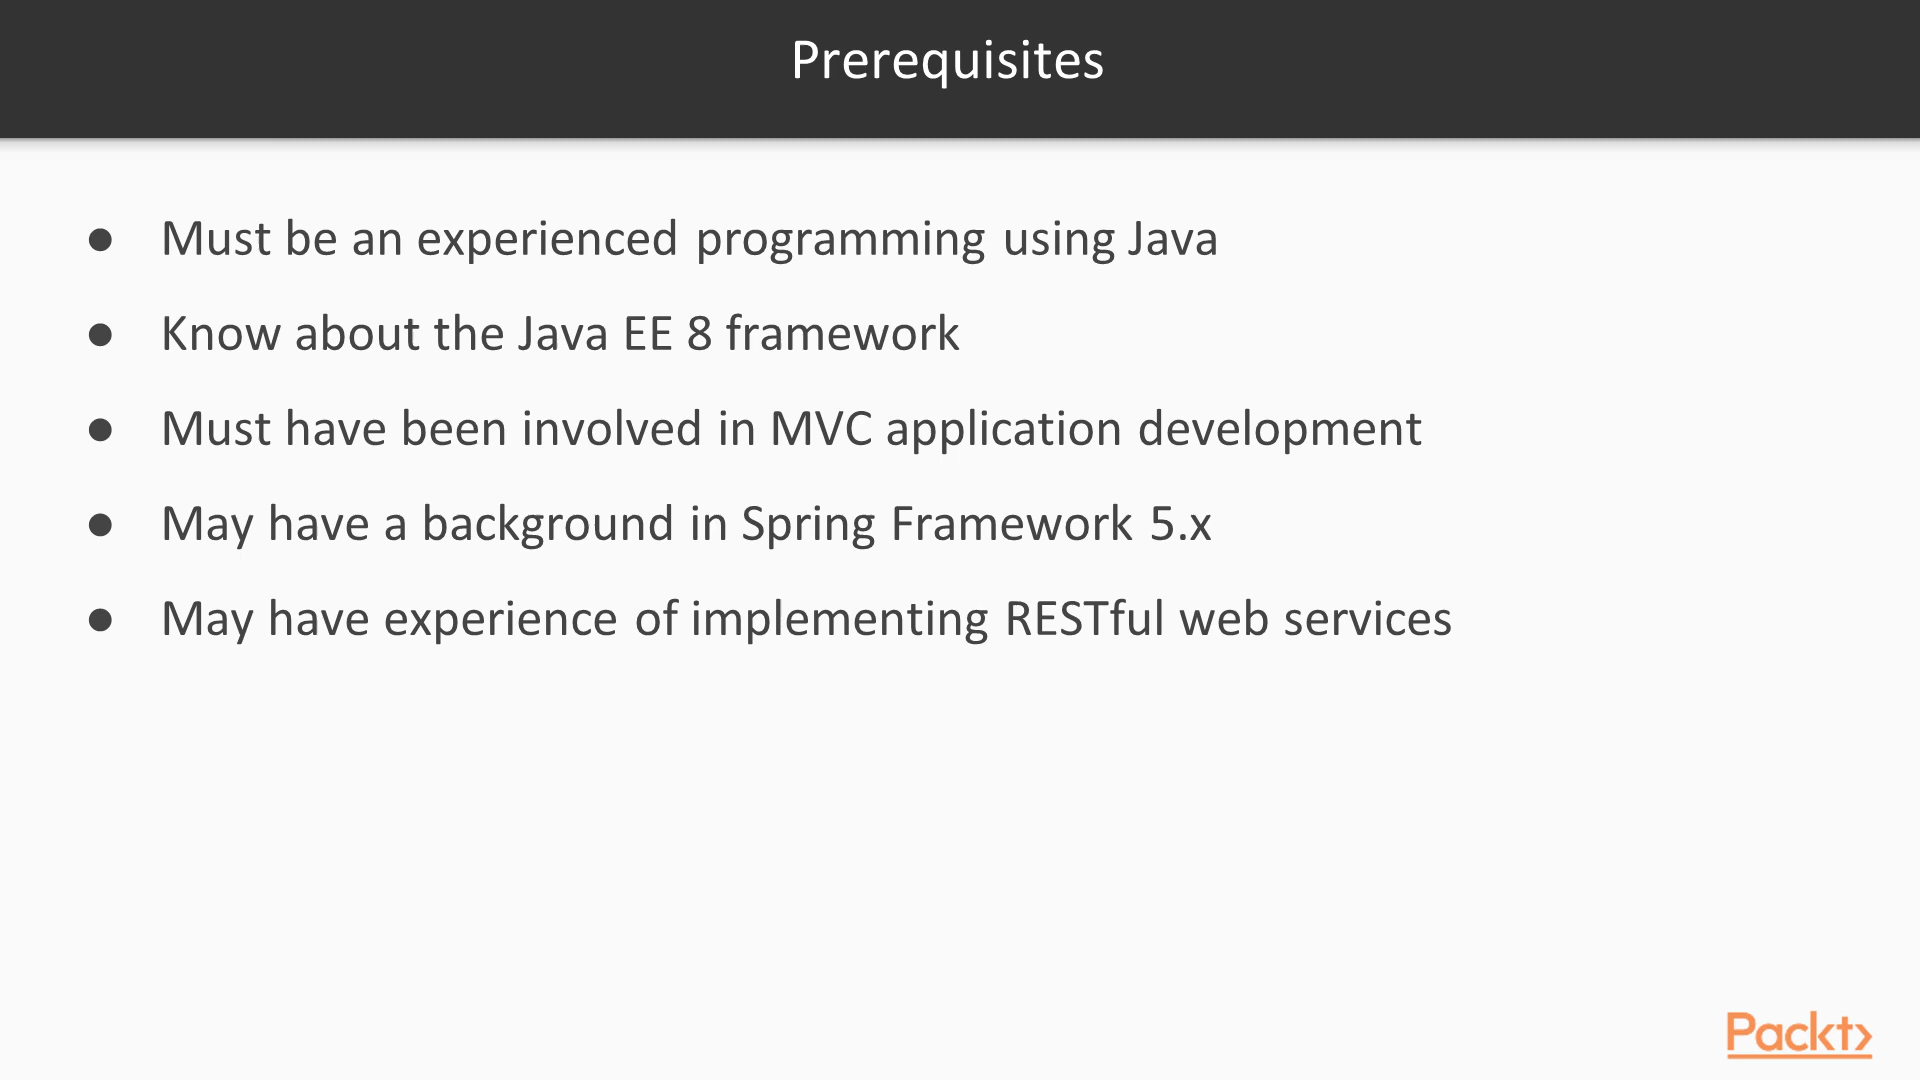 Prerequisites
● Must be an experienced programming using Java
● Know about the Java EE 8 framework
● Must have been involved in MVC application development
● May have a background in Spring Framework 5.x
● May have experience of implementing RESTful web services
Packt>